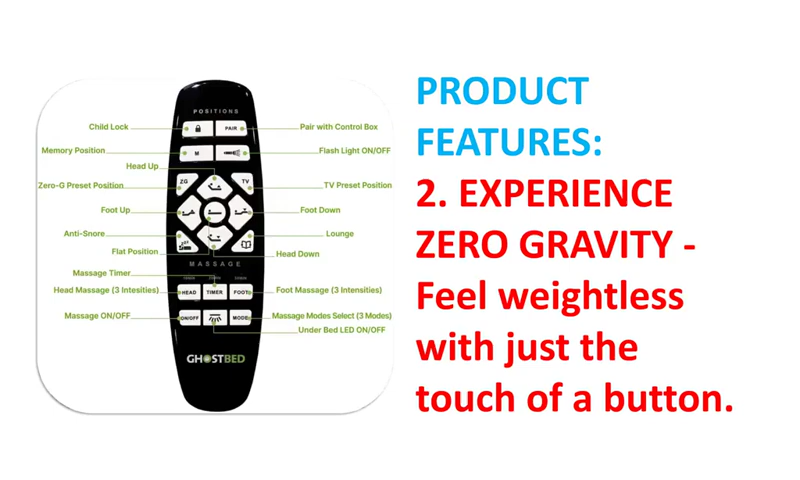 POSITIONS
Child Lock
PAIR
Pair with Control Box
Memory Position
M
Flash Light ON/OFF
Head Up
Zero-G Preset Position
ZG
TV
TV Preset Position
Foot Up
Foot Down
Anti-Snore
Lounge
Flat Position
Head Down
MASSAGE
Massage Timer
Head Massage (3 Intesities)
HEAD
TIMER
FOOT
Foot Massage (3 Intensities)
Massage ON/OFF
ON/OFF
MODE
Massage Modes Select (3 Modes)
Under Bed LED ON/OFF
GHOSTBED
PRODUCT
FEATURES:
2. EXPERIENCE
ZERO GRAVITY -
Feel weightless
with just the
touch of a button.